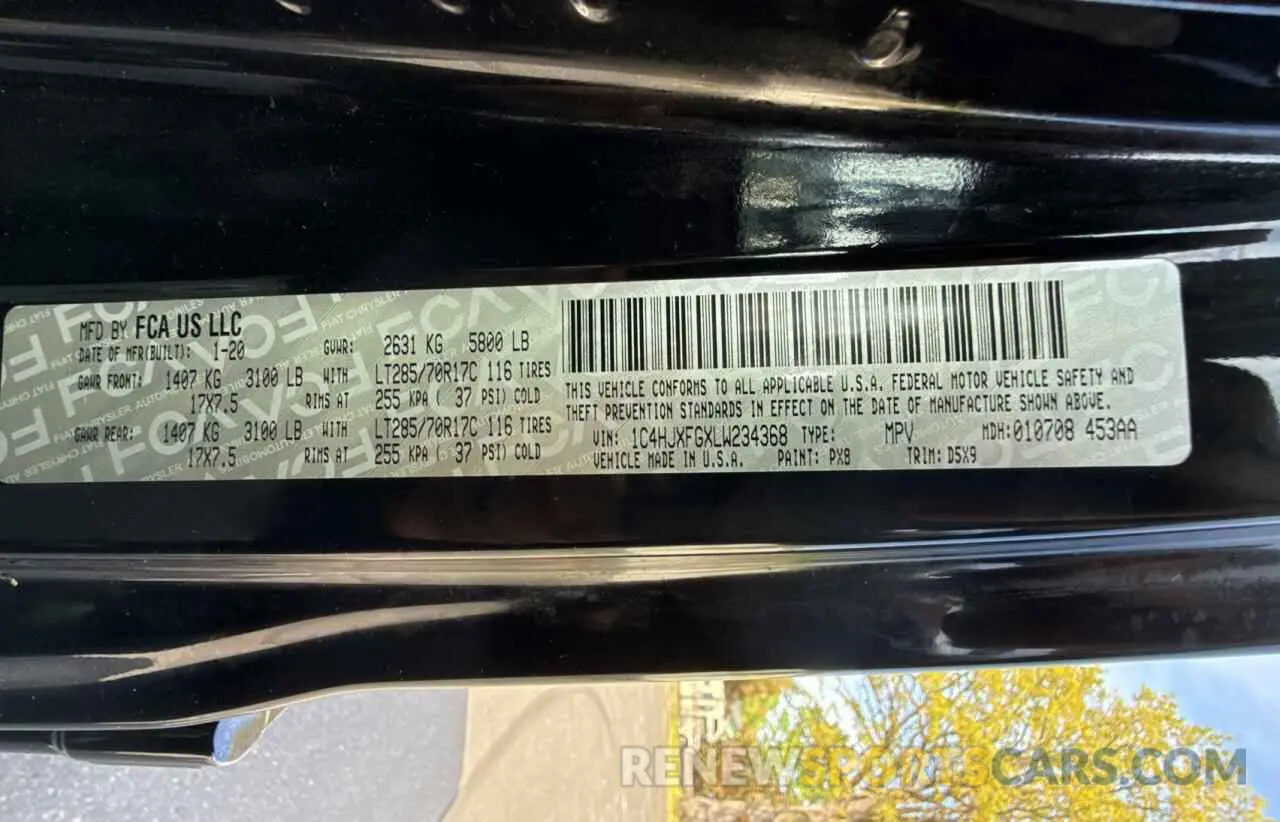 MFD BY FCA US LLC
DATE OF MFR(BUILT): 1-20 GVWR: 2631 KG 5800 LB
GAWR FRONT: 1407 KG 3100 LB WITH LT285/70R17C 116 TIRES
17X7.5 RIMS AT 255 KPA ( 37 PSI) COLD
GAWR REAR: 1407 KG 3100 LB WITH LT285/70R17C 116 TIRES
17X7.5 RIMS AT 255 KPA ( 37 PSI) COLD
THIS VEHICLE CONFORMS TO ALL APPLICABLE U.S.A. FEDERAL MOTOR VEHICLE SAFETY AND
THEFT PREVENTION STANDARDS IN EFFECT ON THE DATE OF MANUFACTURE SHOWN ABOVE.
VIN: 1C4HJXFGXLW234368 TYPE: MPV MDH:010708 453AA
VEHICLE MADE IN U.S.A. PAINT: PX8 TRIM: D5X9
RENEWSPORTSCARS.COM